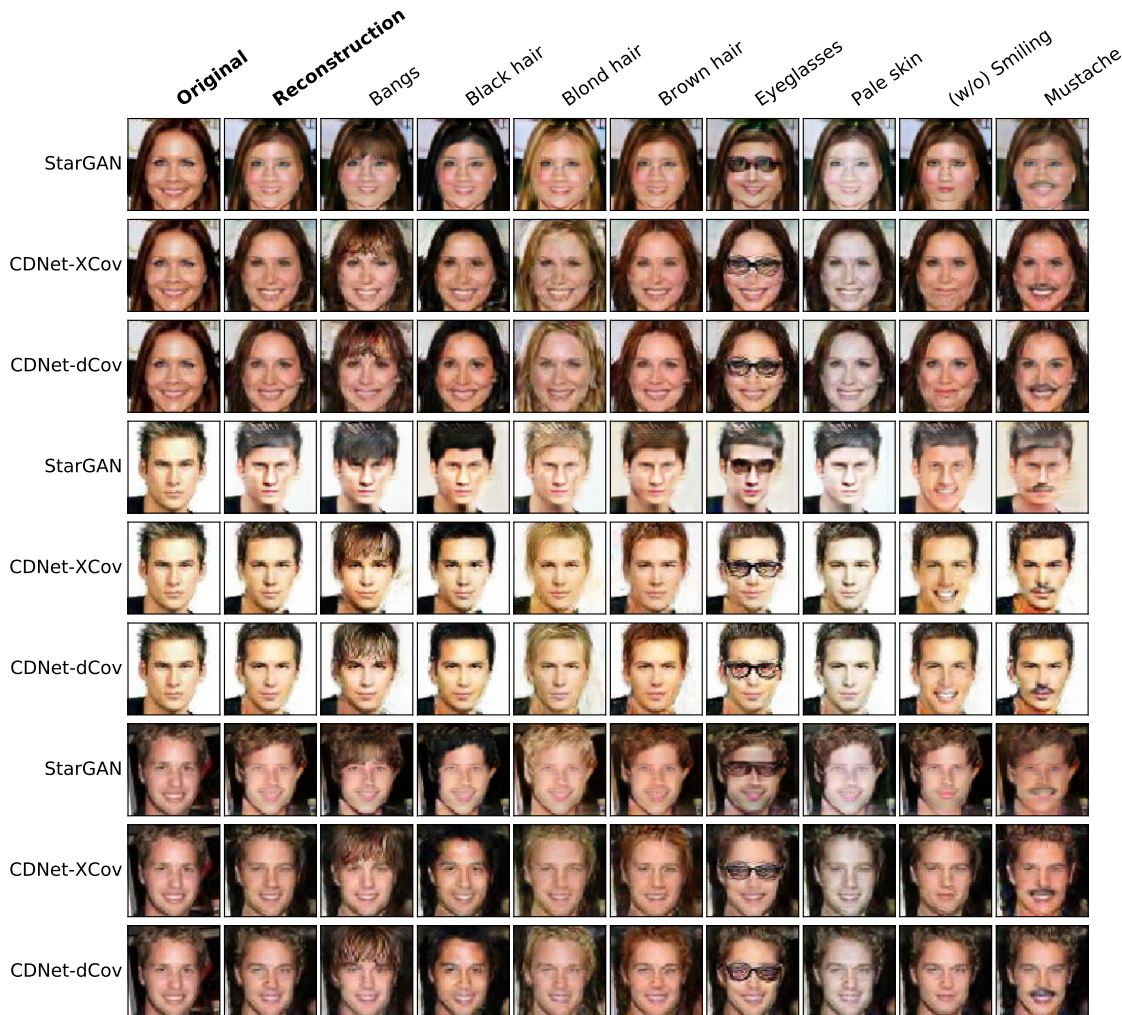 Original
Reconstruction
Bangs
Black hair
Blond hair
Brown hair
Eyeglasses
Pale skin
(w/o) Smiling
Mustache
StarGAN
CDNet-XCov
CDNet-dCov
StarGAN
CDNet-XCov
CDNet-dCov
StarGAN
CDNet-XCov
CDNet-dCov